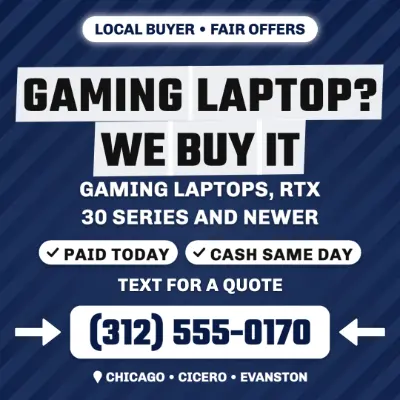 LOCAL BUYER • FAIR OFFERS
GAMING LAPTOP?
WE BUY IT
GAMING LAPTOPS, RTX
30 SERIES AND NEWER
✓ PAID TODAY ✓ CASH SAME DAY
TEXT FOR A QUOTE
(312) 555-0170
CHICAGO • CICERO • EVANSTON